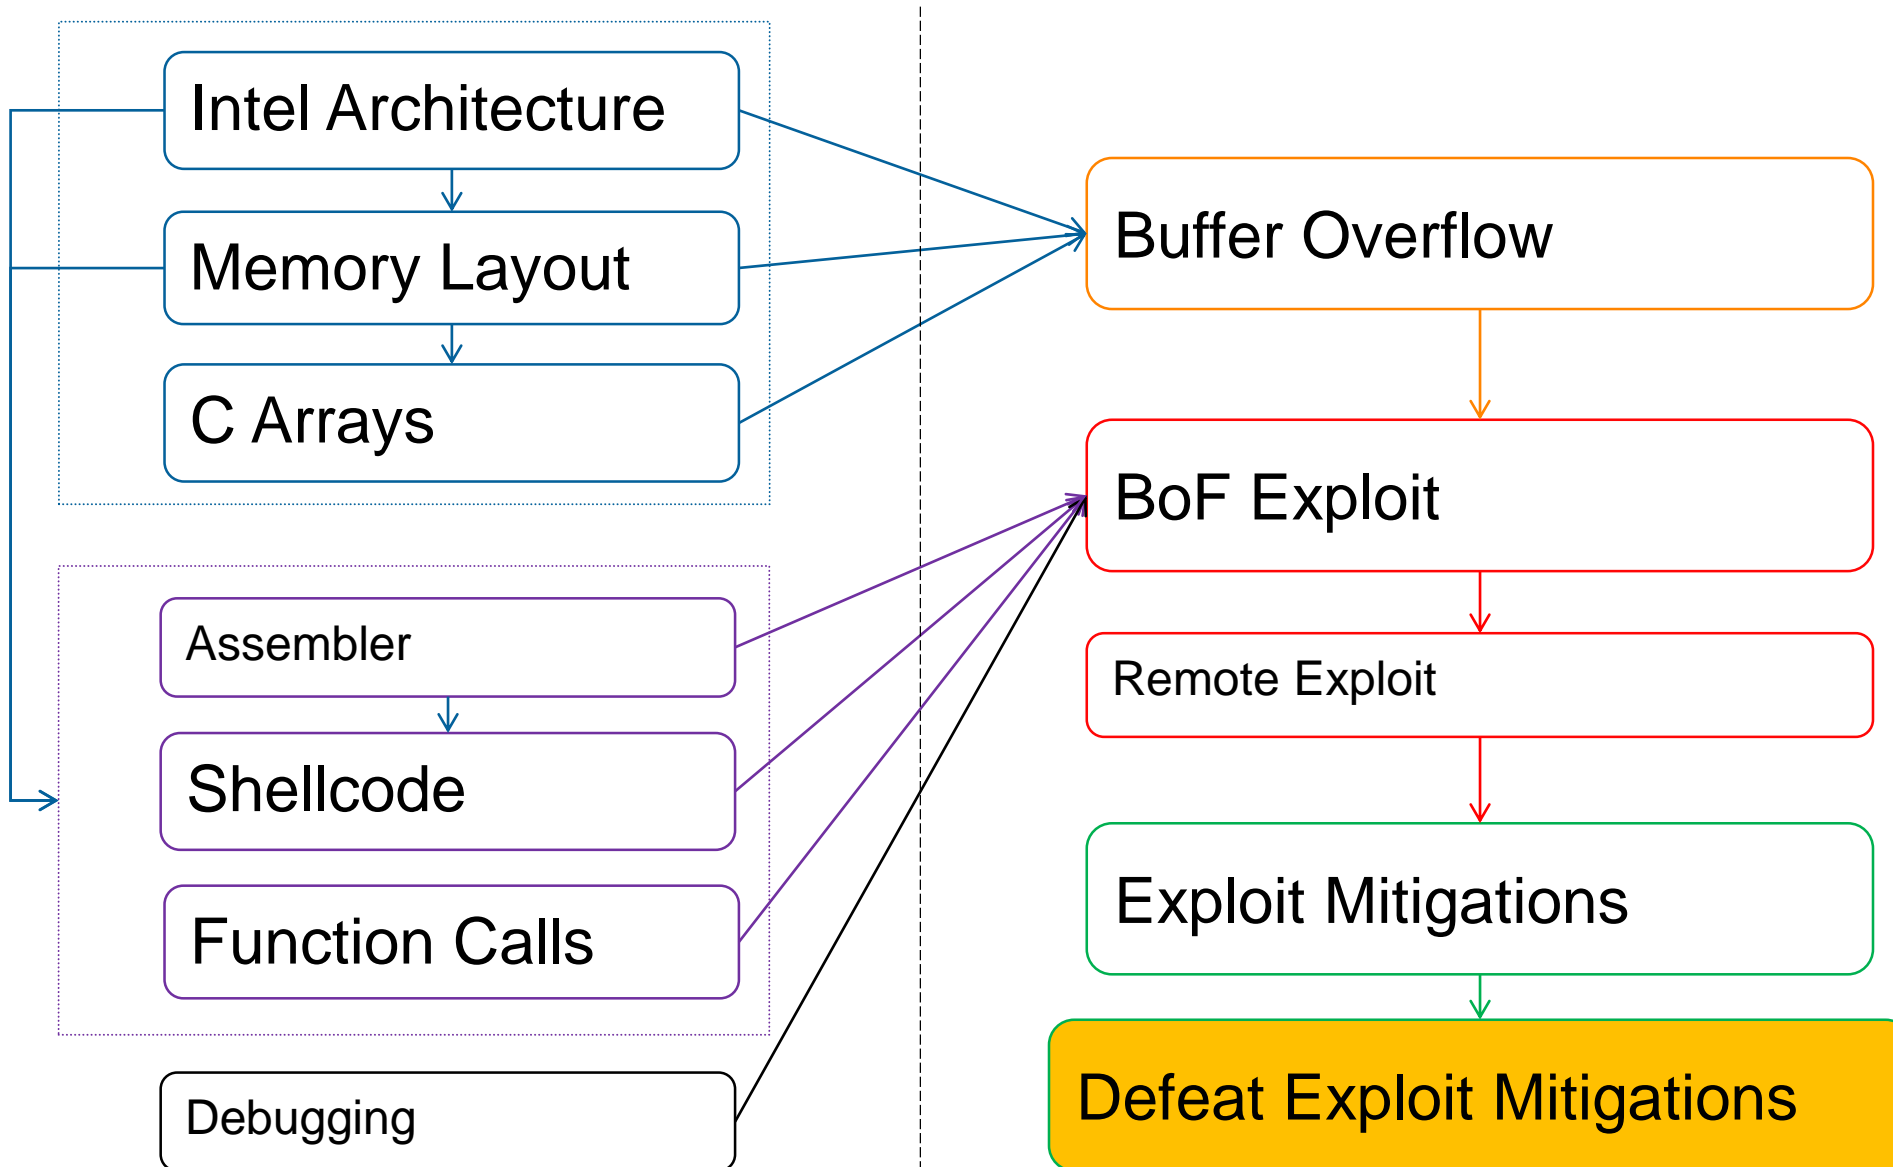 Intel Architecture
Memory Layout
C Arrays
Assembler
Shellcode
Function Calls
Debugging
Buffer Overflow
BoF Exploit
Remote Exploit
Exploit Mitigations
Defeat Exploit Mitigations